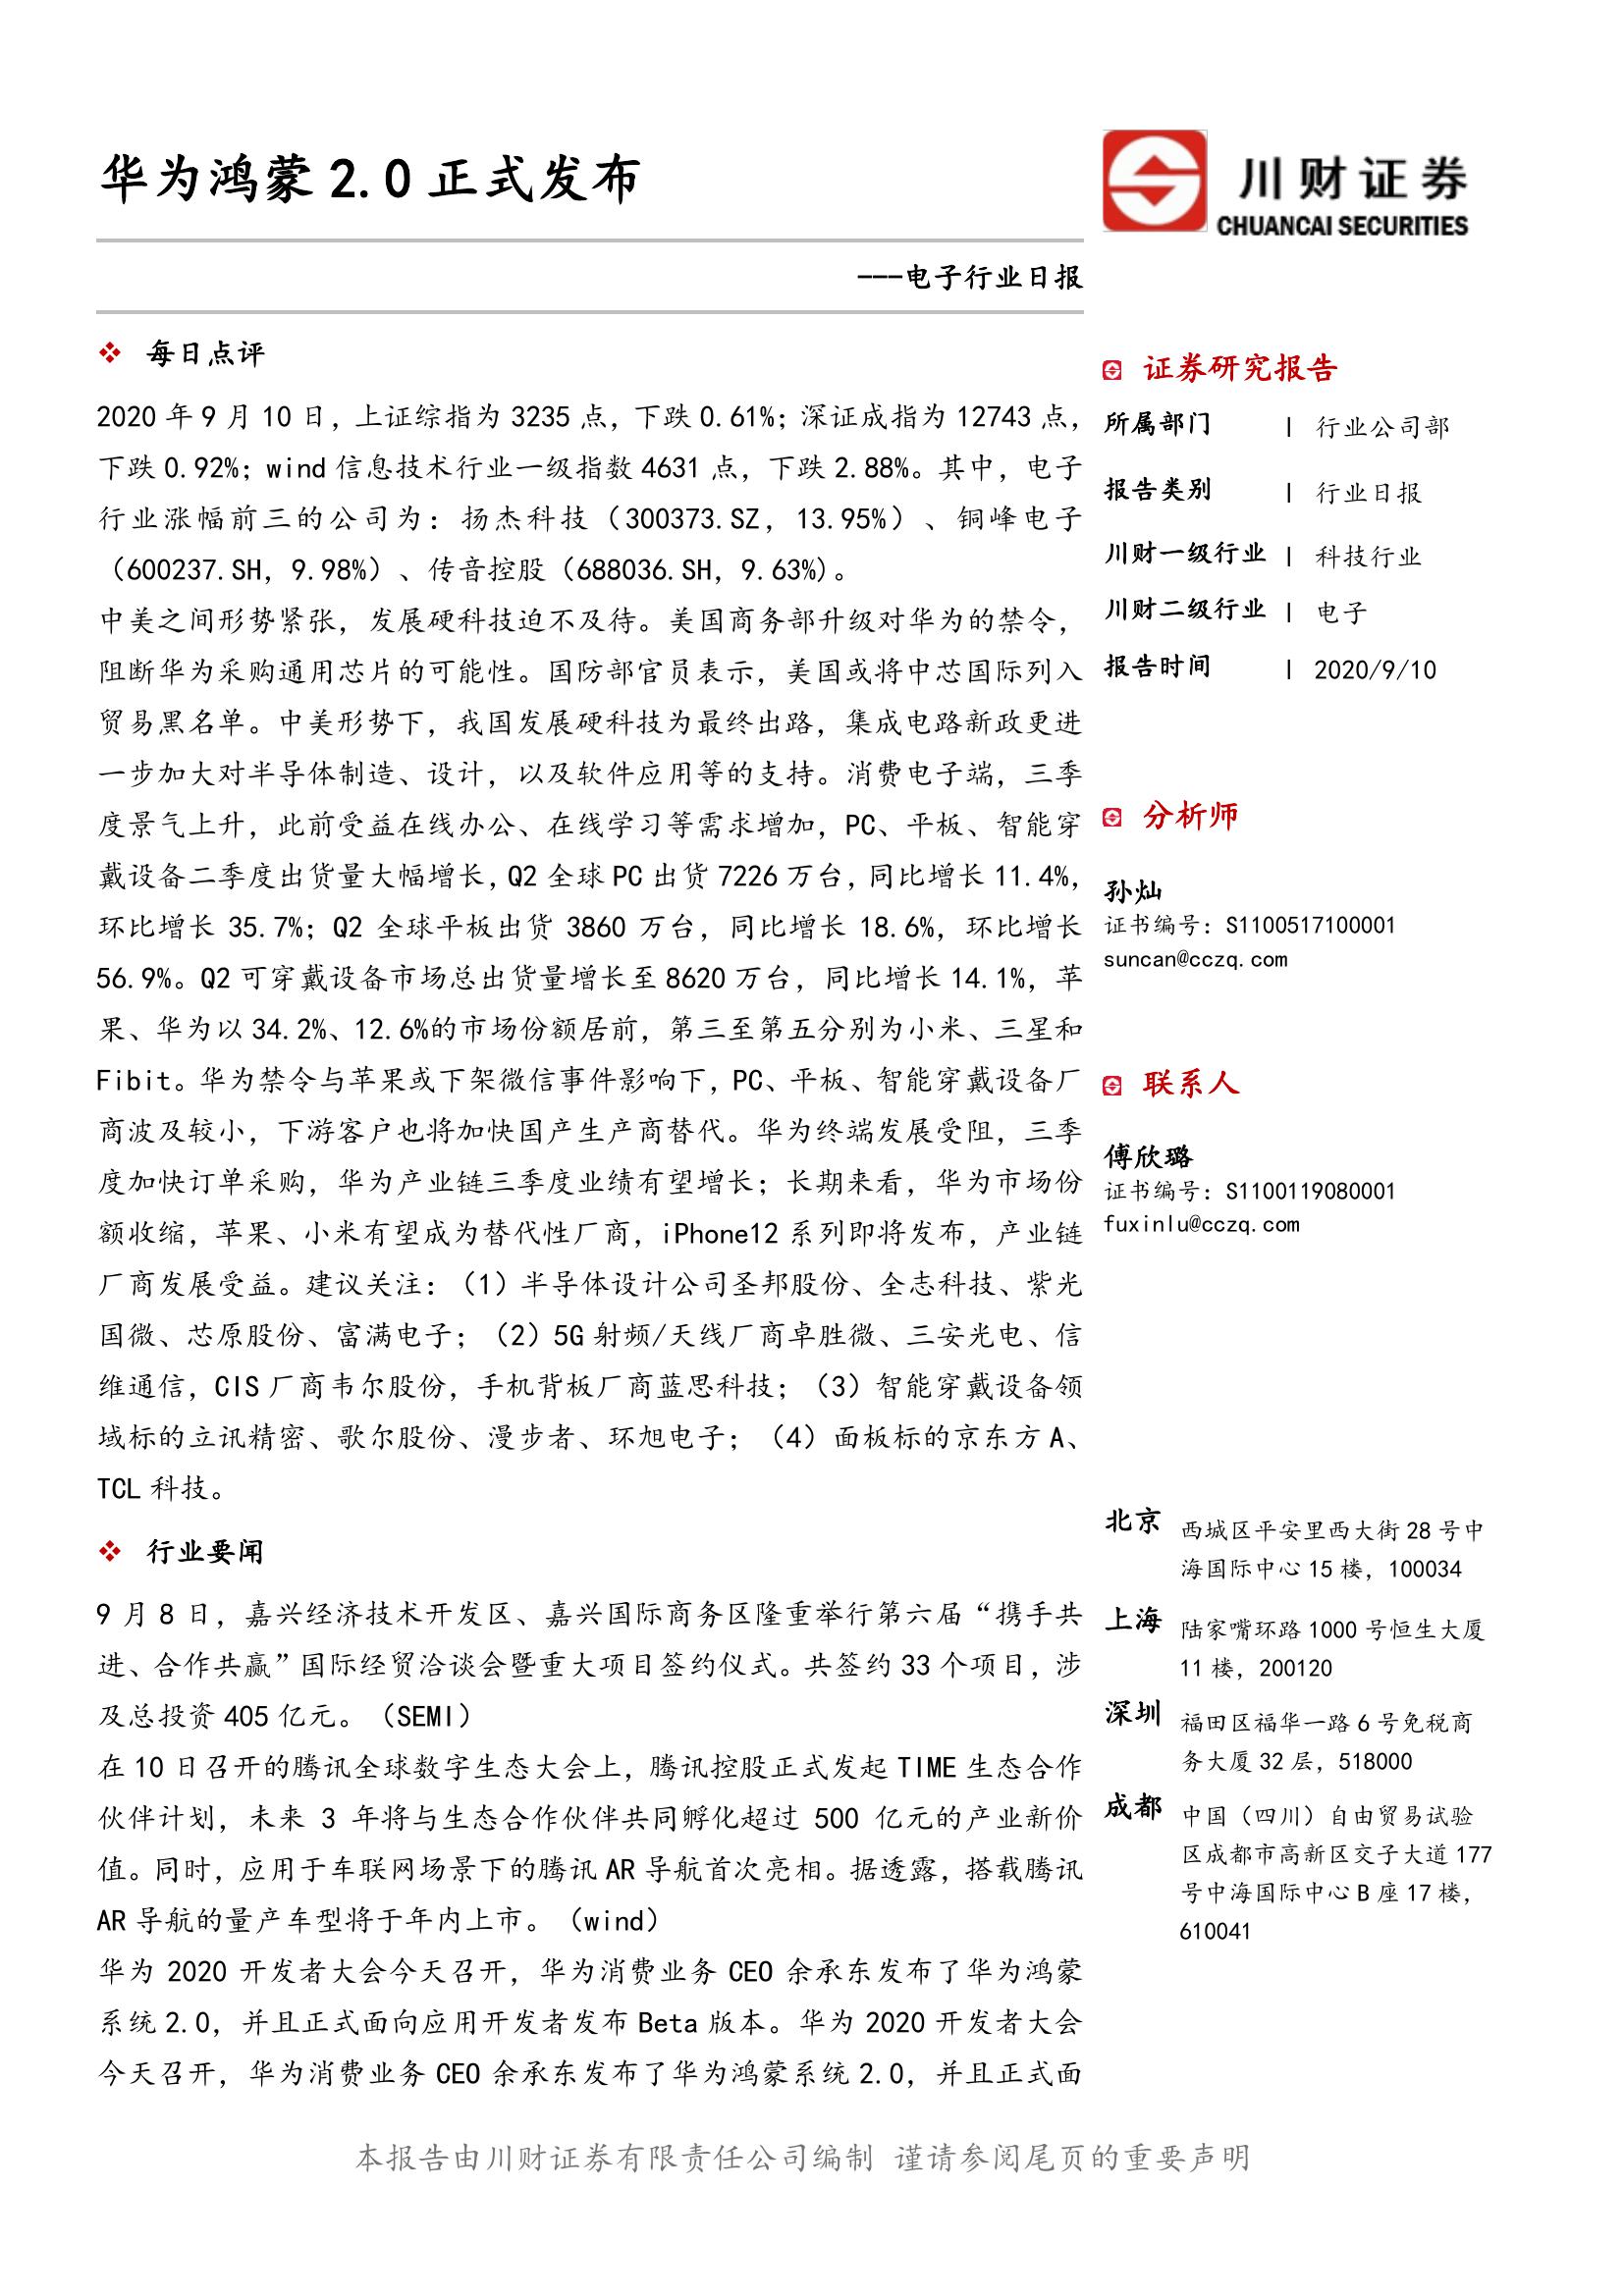 华为鸿蒙 2.0 正式发布
川财证券
CHUANCAI SECURITIES
---电子行业日报
每日点评
2020 年 9 月 10 日，上证综指为 3235 点，下跌 0.61%；深证成指为 12743 点，
下跌 0.92%；wind 信息技术行业一级指数 4631 点，下跌 2.88%。其中，电子
行业涨幅前三的公司为：扬杰科技（300373.SZ，13.95%）、铜峰电子
（600237.SH，9.98%）、传音控股（688036.SH，9.63%)。
中美之间形势紧张，发展硬科技迫不及待。美国商务部升级对华为的禁令，
阻断华为采购通用芯片的可能性。国防部官员表示，美国或将中芯国际列入
贸易黑名单。中美形势下，我国发展硬科技为最终出路，集成电路新政更进
一步加大对半导体制造、设计，以及软件应用等的支持。消费电子端，三季
度景气上升，此前受益在线办公、在线学习等需求增加，PC、平板、智能穿
戴设备二季度出货量大幅增长，Q2 全球 PC 出货 7226 万台，同比增长 11.4%，
环比增长 35.7%；Q2 全球平板出货 3860 万台，同比增长 18.6%，环比增长
56.9%。Q2 可穿戴设备市场总出货量增长至 8620 万台，同比增长 14.1%，苹
果、华为以 34.2%、12.6%的市场份额居前，第三至第五分别为小米、三星和
Fibit。华为禁令与苹果或下架微信事件影响下，PC、平板、智能穿戴设备厂
商波及较小，下游客户也将加快国产生产商替代。华为终端发展受阻，三季
度加快订单采购，华为产业链三季度业绩有望增长；长期来看，华为市场份
额收缩，苹果、小米有望成为替代性厂商，iPhone12 系列即将发布，产业链
厂商发展受益。建议关注：（1）半导体设计公司圣邦股份、全志科技、紫光
国微、芯原股份、富满电子；（2）5G 射频/天线厂商卓胜微、三安光电、信
维通信，CIS 厂商韦尔股份，手机背板厂商蓝思科技；（3）智能穿戴设备领
域标的立讯精密、歌尔股份、漫步者、环旭电子；（4）面板标的京东方 A、
TCL 科技。
行业要闻
9 月 8 日，嘉兴经济技术开发区、嘉兴国际商务区隆重举行第六届“携手共
进、合作共赢”国际经贸洽谈会暨重大项目签约仪式。共签约 33 个项目，涉
及总投资 405 亿元。（SEMI）
在 10 日召开的腾讯全球数字生态大会上，腾讯控股正式发起 TIME 生态合作
伙伴计划，未来 3 年将与生态合作伙伴共同孵化超过 500 亿元的产业新价
值。同时，应用于车联网场景下的腾讯 AR 导航首次亮相。据透露，搭载腾讯
AR 导航的量产车型将于年内上市。（wind）
华为 2020 开发者大会今天召开，华为消费业务 CEO 余承东发布了华为鸿蒙
系统 2.0，并且正式面向应用开发者发布 Beta 版本。华为 2020 开发者大会
今天召开，华为消费业务 CEO 余承东发布了华为鸿蒙系统 2.0，并且正式面
证券研究报告
所属部门 | 行业公司部
报告类别 | 行业日报
川财一级行业 | 科技行业
川财二级行业 | 电子
报告时间 | 2020/9/10
分析师
孙灿
证书编号：S1100517100001
suncan@cczq.com
联系人
傅欣璐
证书编号：S1100119080001
fuxinlu@cczq.com
北京 西城区平安里西大街 28 号中
海国际中心 15 楼，100034
上海 陆家嘴环路 1000 号恒生大厦
11 楼，200120
深圳 福田区福华一路 6 号免税商
务大厦 32 层，518000
成都 中国（四川）自由贸易试验
区成都市高新区交子大道 177
号中海国际中心 B 座 17 楼，
610041
本报告由川财证券有限责任公司编制 谨请参阅尾页的重要声明